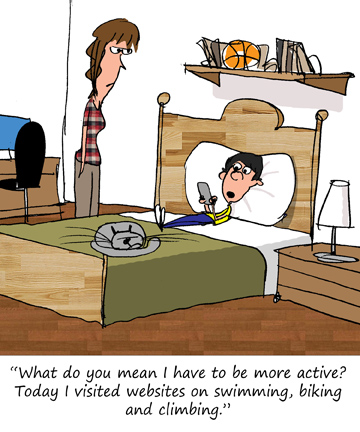 “What do you mean I have to be more active?
Today I visited websites on swimming, biking
and climbing.”